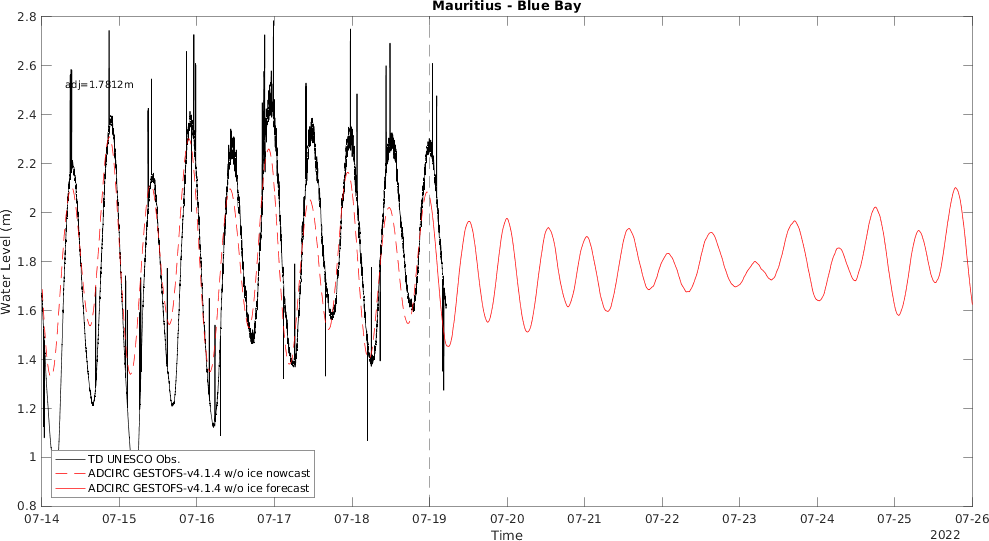 Mauritius - Blue Bay
Water Level (m)
2.8
2.6
2.4
2.2
2
1.8
1.6
1.4
1.2
1
0.8
adj=1.7812m
TD UNESCO Obs.
ADCIRC GESTOFS-v4.1.4 w/o ice nowcast
ADCIRC GESTOFS-v4.1.4 w/o ice forecast
07-14 07-15 07-16 07-17 07-18 07-19 07-20 07-21 07-22 07-23 07-24 07-25 07-26
Time
2022